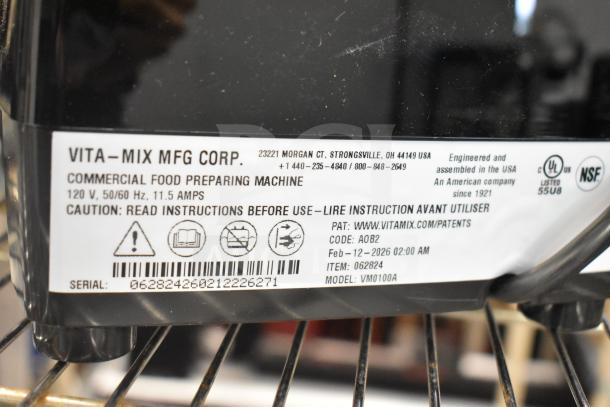 VITA-MIX MFG CORP.
23221 MORGAN CT, STRONGSVILLE, OH 44149 USA
+1 440-235-4840 / 800-848-2649
COMMERCIAL FOOD PREPARING MACHINE
120 V, 50/60 Hz, 11.5 AMPS
Engineered and
assembled in the USA
An American company
since 1921
C UL US
LISTED
55U8
NSF
CAUTION: READ INSTRUCTIONS BEFORE USE – LIRE INSTRUCTION AVANT UTILISER
PAT: WWW.VITAMIX.COM/PATENTS
CODE: AOB2
Feb-12-2026 02:00 AM
ITEM: 062824
MODEL: VM0100A
SERIAL: 062824260212226271